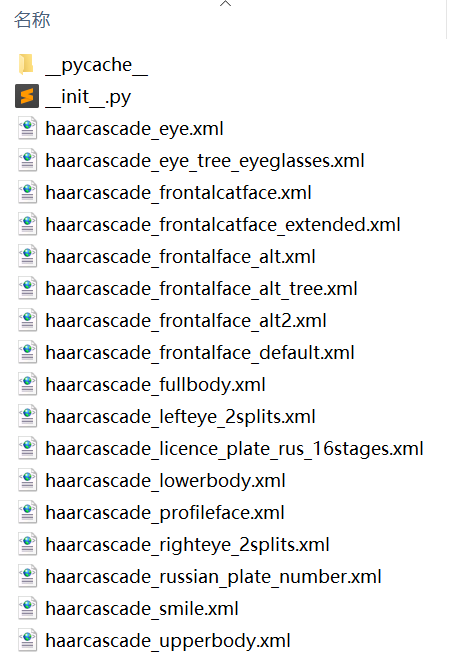 名称
__pycache__
__init__.py
haarcascade_eye.xml
haarcascade_eye_tree_eyeglasses.xml
haarcascade_frontalcatface.xml
haarcascade_frontalcatface_extended.xml
haarcascade_frontalface_alt.xml
haarcascade_frontalface_alt_tree.xml
haarcascade_frontalface_alt2.xml
haarcascade_frontalface_default.xml
haarcascade_fullbody.xml
haarcascade_lefteye_2splits.xml
haarcascade_licence_plate_rus_16stages.xml
haarcascade_lowerbody.xml
haarcascade_profileface.xml
haarcascade_righteye_2splits.xml
haarcascade_russian_plate_number.xml
haarcascade_smile.xml
haarcascade_upperbody.xml